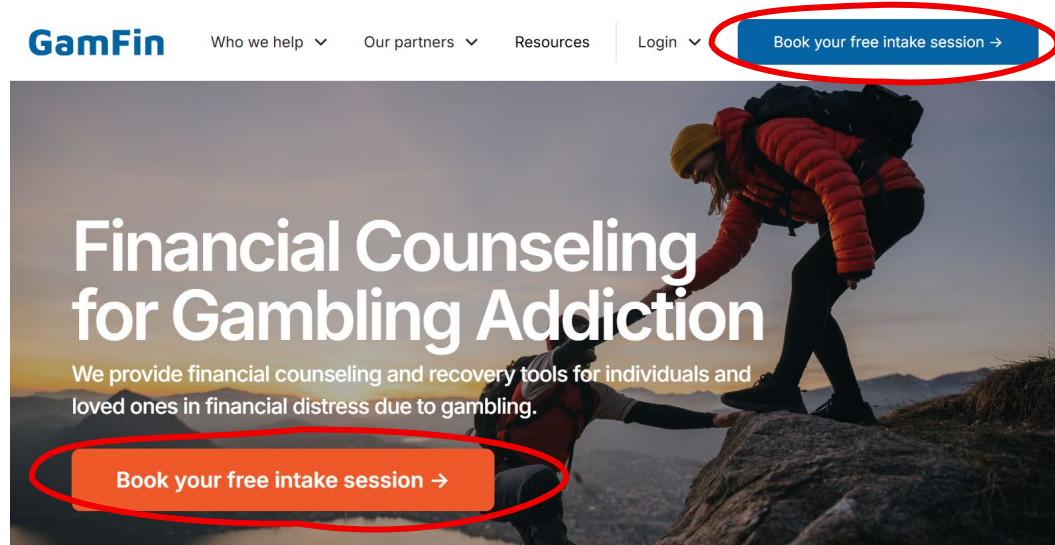 GamFin
Who we help
Our partners
Resources
Login
Book your free intake session →
Financial Counseling
for Gambling Addiction
We provide financial counseling and recovery tools for individuals and
loved ones in financial distress due to gambling.
Book your free intake session →